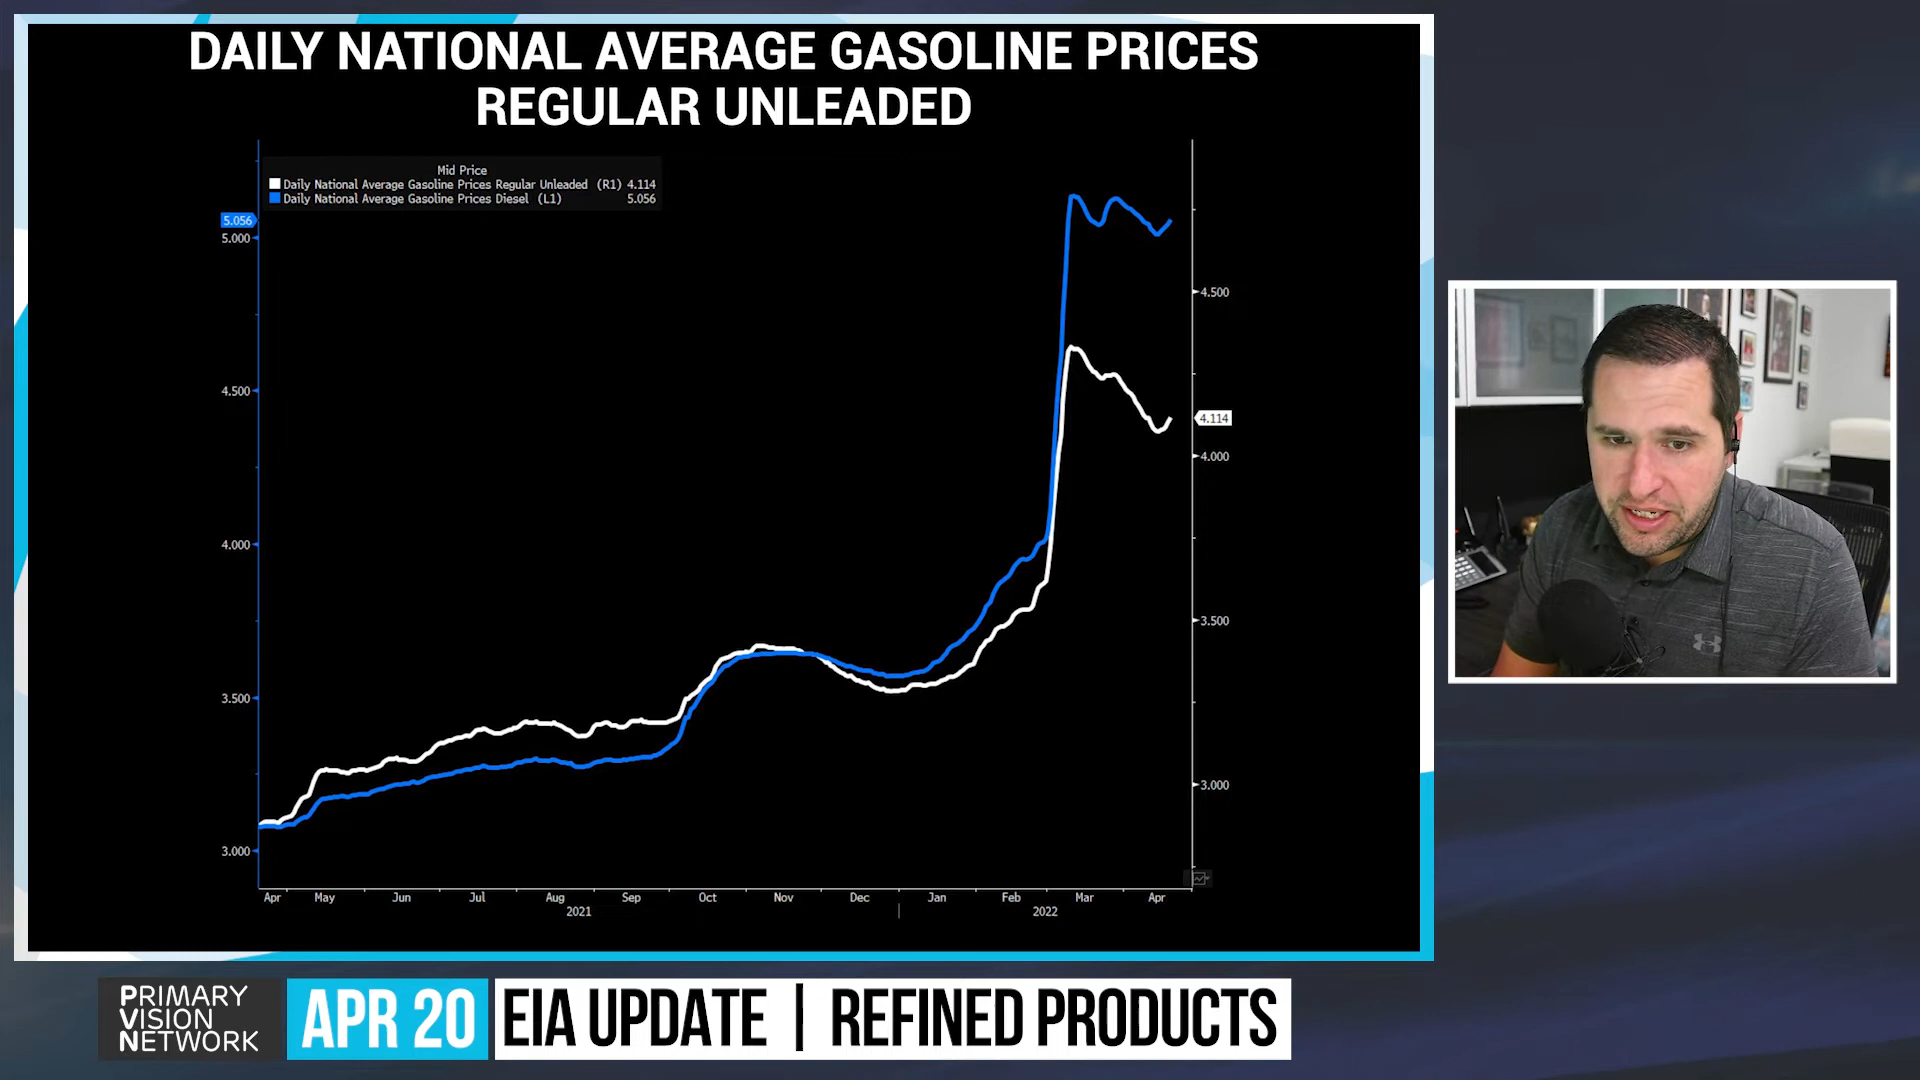 DAILY NATIONAL AVERAGE GASOLINE PRICES
REGULAR UNLEADED
Mid Price
Daily National Average Gasoline Prices Regular Unleaded (R1) 4.114
Daily National Average Gasoline Prices Diesel (L1) 5.056
5.056
5.000
4.500
4.000
3.500
3.000
4.500
4.114
4.000
3.500
3.000
Apr May Jun Jul Aug Sep Oct Nov Dec Jan Feb Mar Apr
2021 2022
PRIMARY
VISION
NETWORK
APR 20
EIA UPDATE | REFINED PRODUCTS